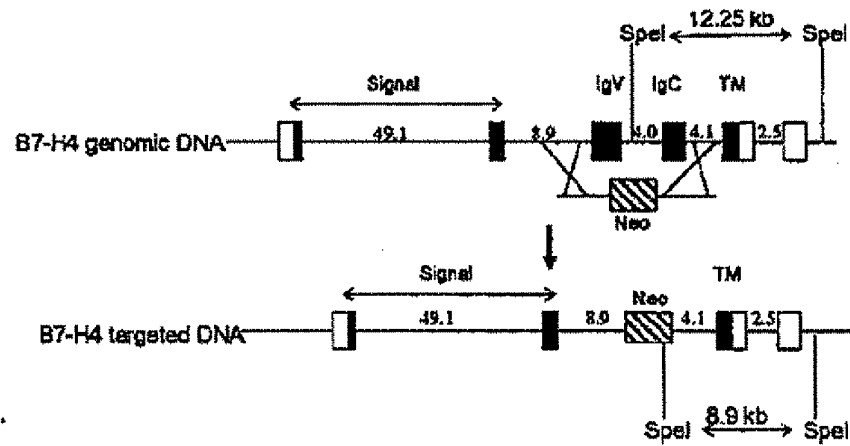 SpeI 12.25 kb SpeI
Signal IgV IgC TM
49.1 8.9 4.0 4.1 2.5
B7-H4 genomic DNA
Neo
Signal TM
Neo
49.1 8.9 4.1 2.5
B7-H4 targeted DNA
SpeI 8.9 kb SpeI